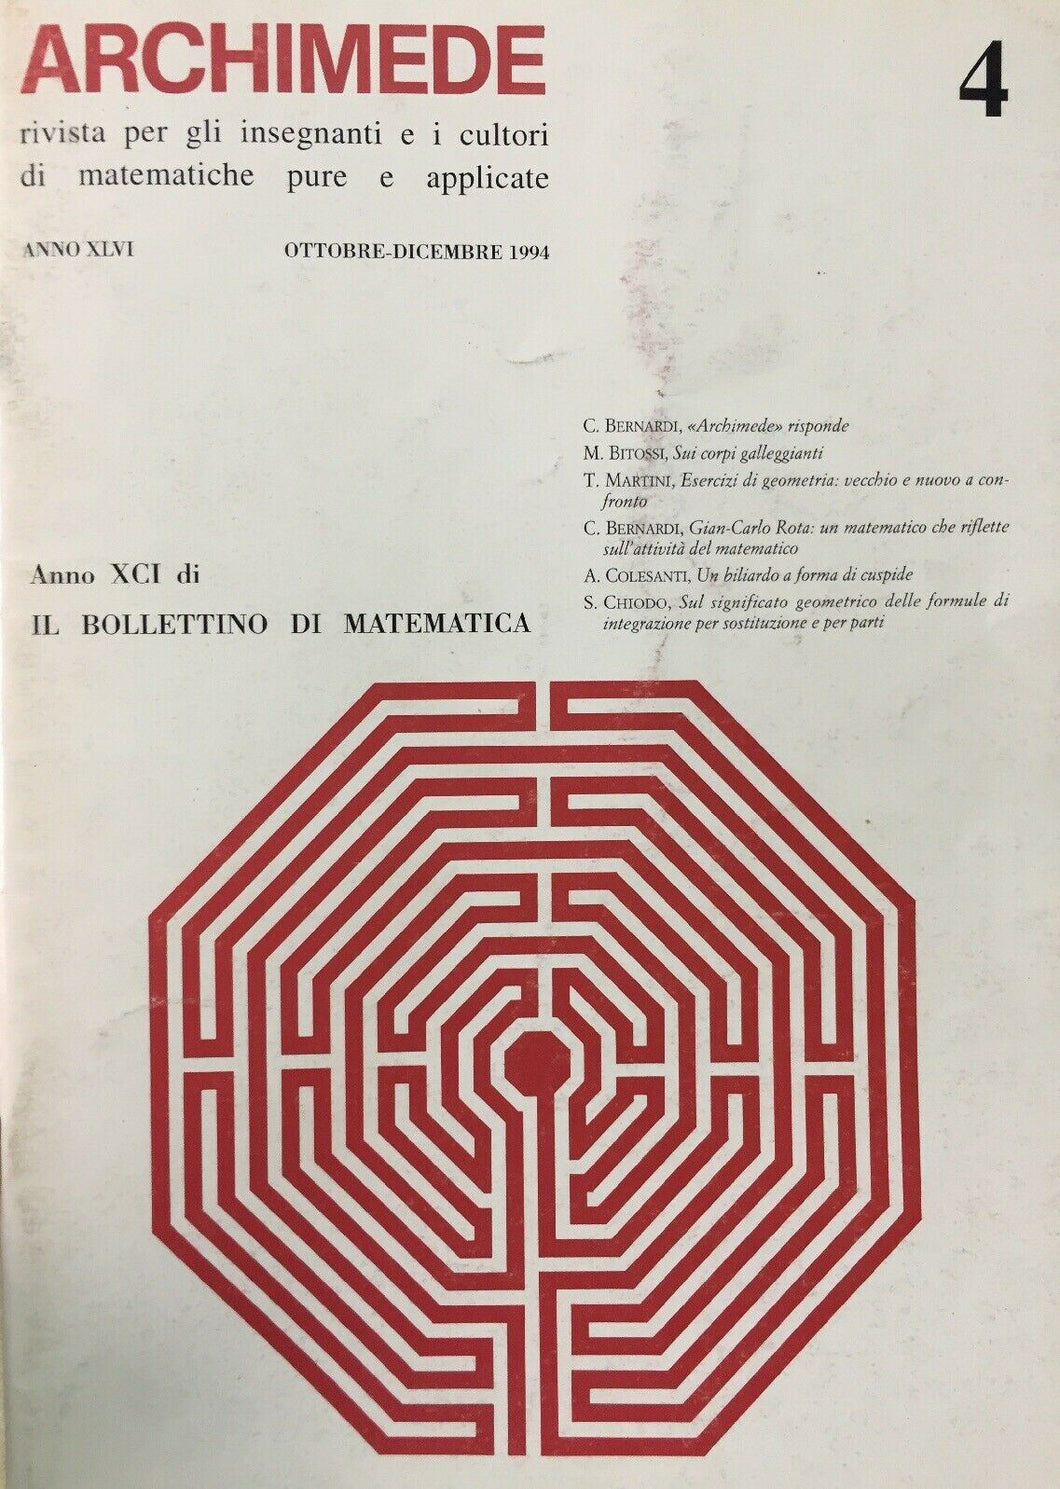 ARCHIMEDE
4
rivista per gli insegnanti e i cultori
di matematiche pure e applicate
ANNO XLVI OTTOBRE-DICEMBRE 1994
C. BERNARDI, «Archimede» risponde
M. BITOSSI, Sui corpi galleggianti
T. MARTINI, Esercizi di geometria: vecchio e nuovo a con-
fronto
C. BERNARDI, Gian-Carlo Rota: un matematico che riflette
sull'attività del matematico
A. COLESANTI, Un biliardo a forma di cuspide
S. CHIODO, Sul significato geometrico delle formule di
integrazione per sostituzione e per parti
Anno XCI di
IL BOLLETTINO DI MATEMATICA